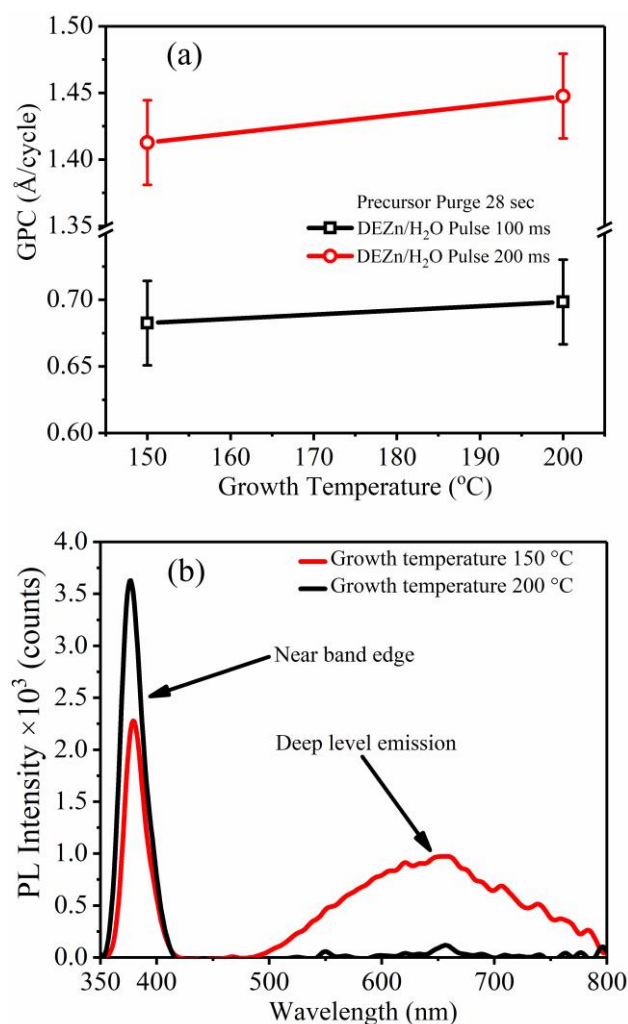 (a)
GPC (Å/cycle)
1.50
1.45
1.40
1.35
0.70
0.65
0.60
Precursor Purge 28 sec
DEZn/H₂O Pulse 100 ms
DEZn/H₂O Pulse 200 ms
150 160 170 180 190 200
Growth Temperature (°C)
(b)
PL Intensity ×10³ (counts)
4.0
3.5
3.0
2.5
2.0
1.5
1.0
0.5
0.0
Growth temperature 150 °C
Growth temperature 200 °C
Near band edge
Deep level emission
350 400 500 600 700 800
Wavelength (nm)